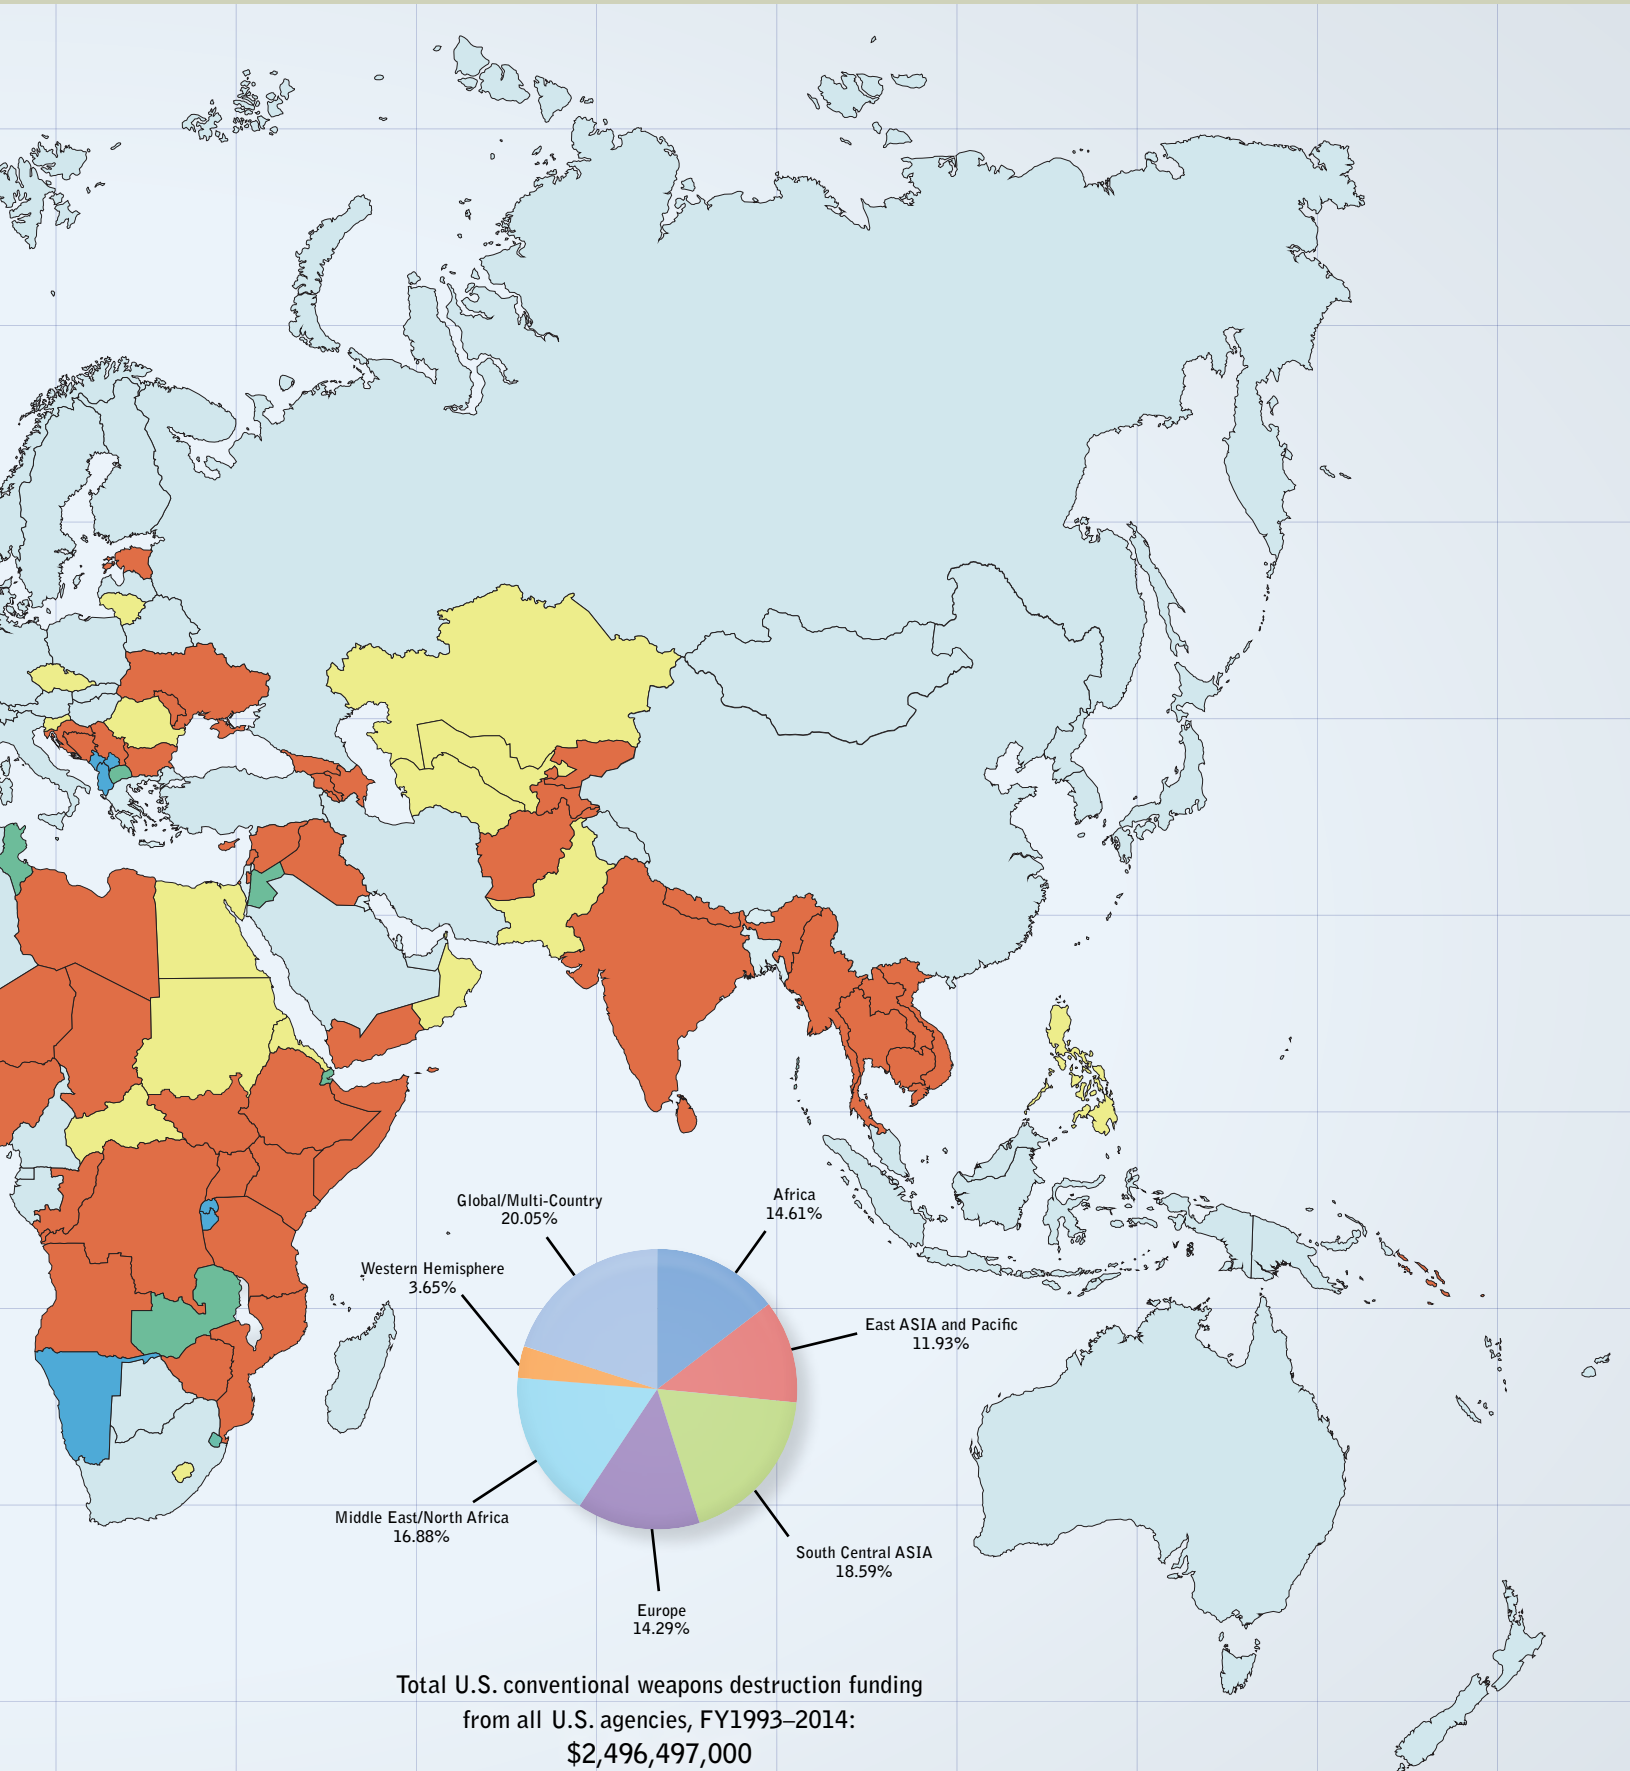 Global/Multi-Country
20.05%
Africa
14.61%
Western Hemisphere
3.65%
East ASIA and Pacific
11.93%
Middle East/North Africa
16.88%
South Central ASIA
18.59%
Europe
14.29%
Total U.S. conventional weapons destruction funding
from all U.S. agencies, FY1993–2014:
$2,496,497,000